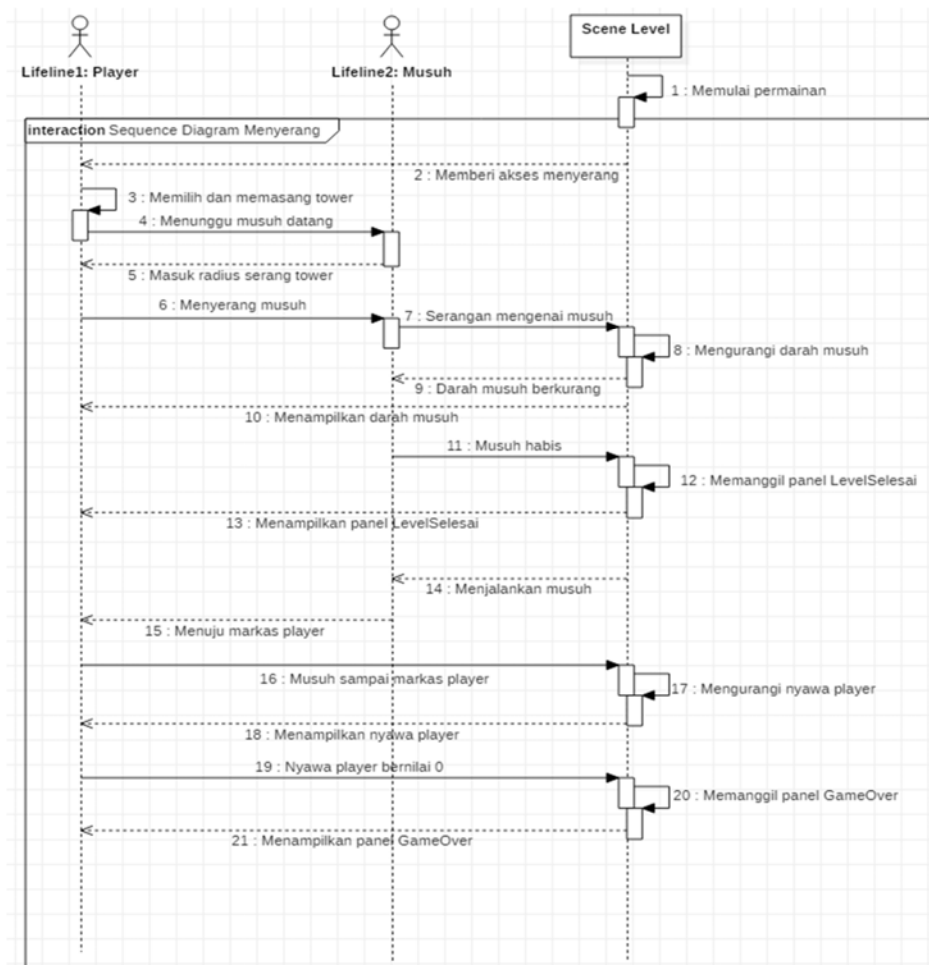 Scene Level
Lifeline1: Player
Lifeline2: Musuh
1 : Memulai permainan
interaction Sequence Diagram Menyerang
2 : Memberi akses menyerang
3 : Memilih dan memasang tower
4 : Menunggu musuh datang
5 : Masuk radius serang tower
6 : Menyerang musuh
7 : Serangan mengenai musuh
8 : Mengurangi darah musuh
9 : Darah musuh berkurang
10 : Menampilkan darah musuh
11 : Musuh habis
12 : Memanggil panel LevelSelesai
13 : Menampilkan panel LevelSelesai
14 : Menjalankan musuh
15 : Menuju markas player
16 : Musuh sampai markas player
17 : Mengurangi nyawa player
18 : Menampilkan nyawa player
19 : Nyawa player bernilai 0
20 : Memanggil panel GameOver
21 : Menampilkan panel GameOver